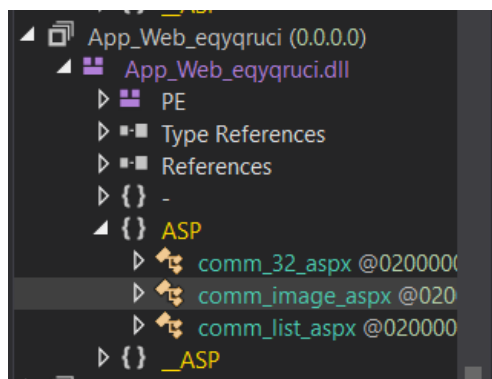 App_Web_eqyqruci (0.0.0.0)
App_Web_eqyqruci.dll
PE
Type References
References
{ } -
{ } ASP
comm_32_aspx @0200000
comm_image_aspx @020
comm_list_aspx @020000
{ } __ASP